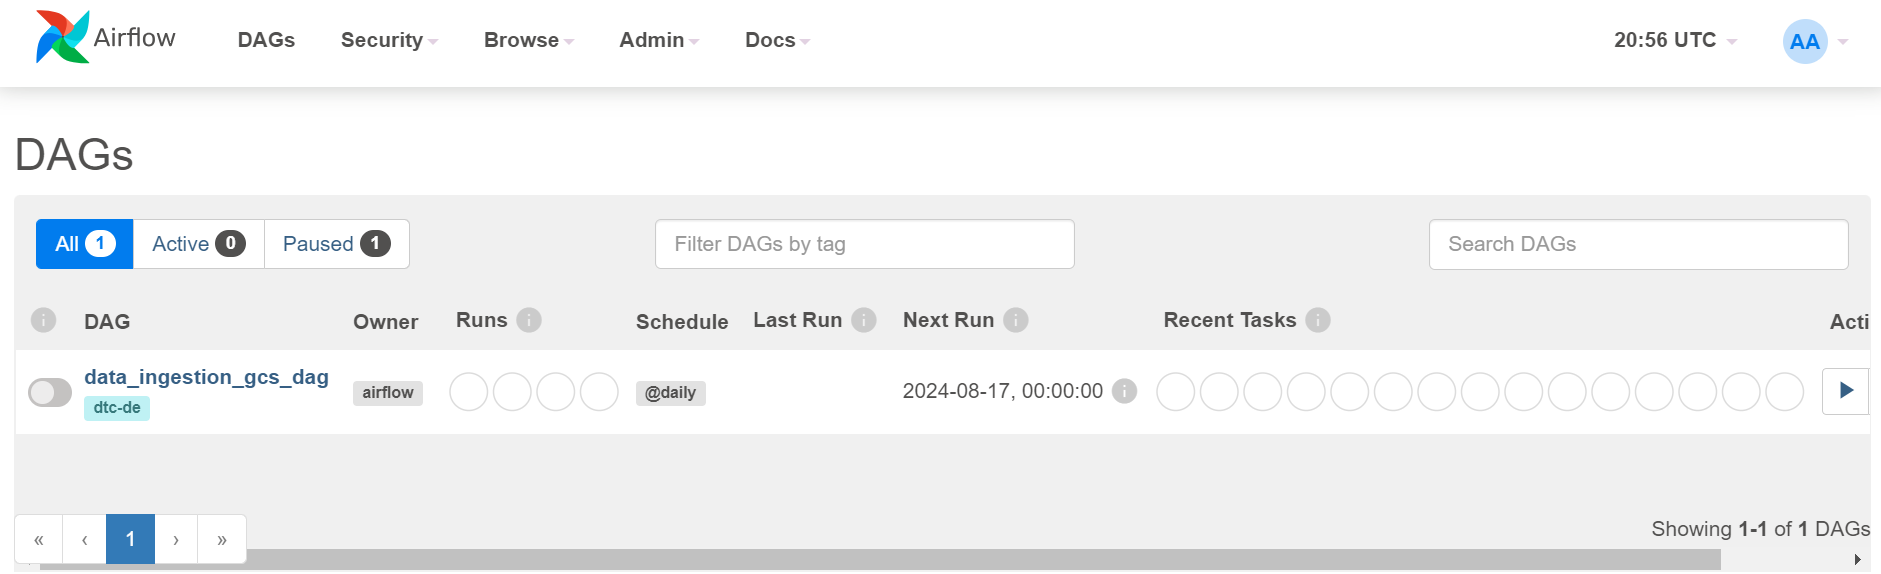 Airflow DAGs Security Browse Admin Docs 20:56 UTC AA
DAGs
All 1 Active 0 Paused 1 Filter DAGs by tag Search DAGs
DAG Owner Runs Schedule Last Run Next Run Recent Tasks Acti
data_ingestion_gcs_dag airflow @daily 2024-08-17, 00:00:00
dtc-de
« ‹ 1 › » Showing 1-1 of 1 DAGs